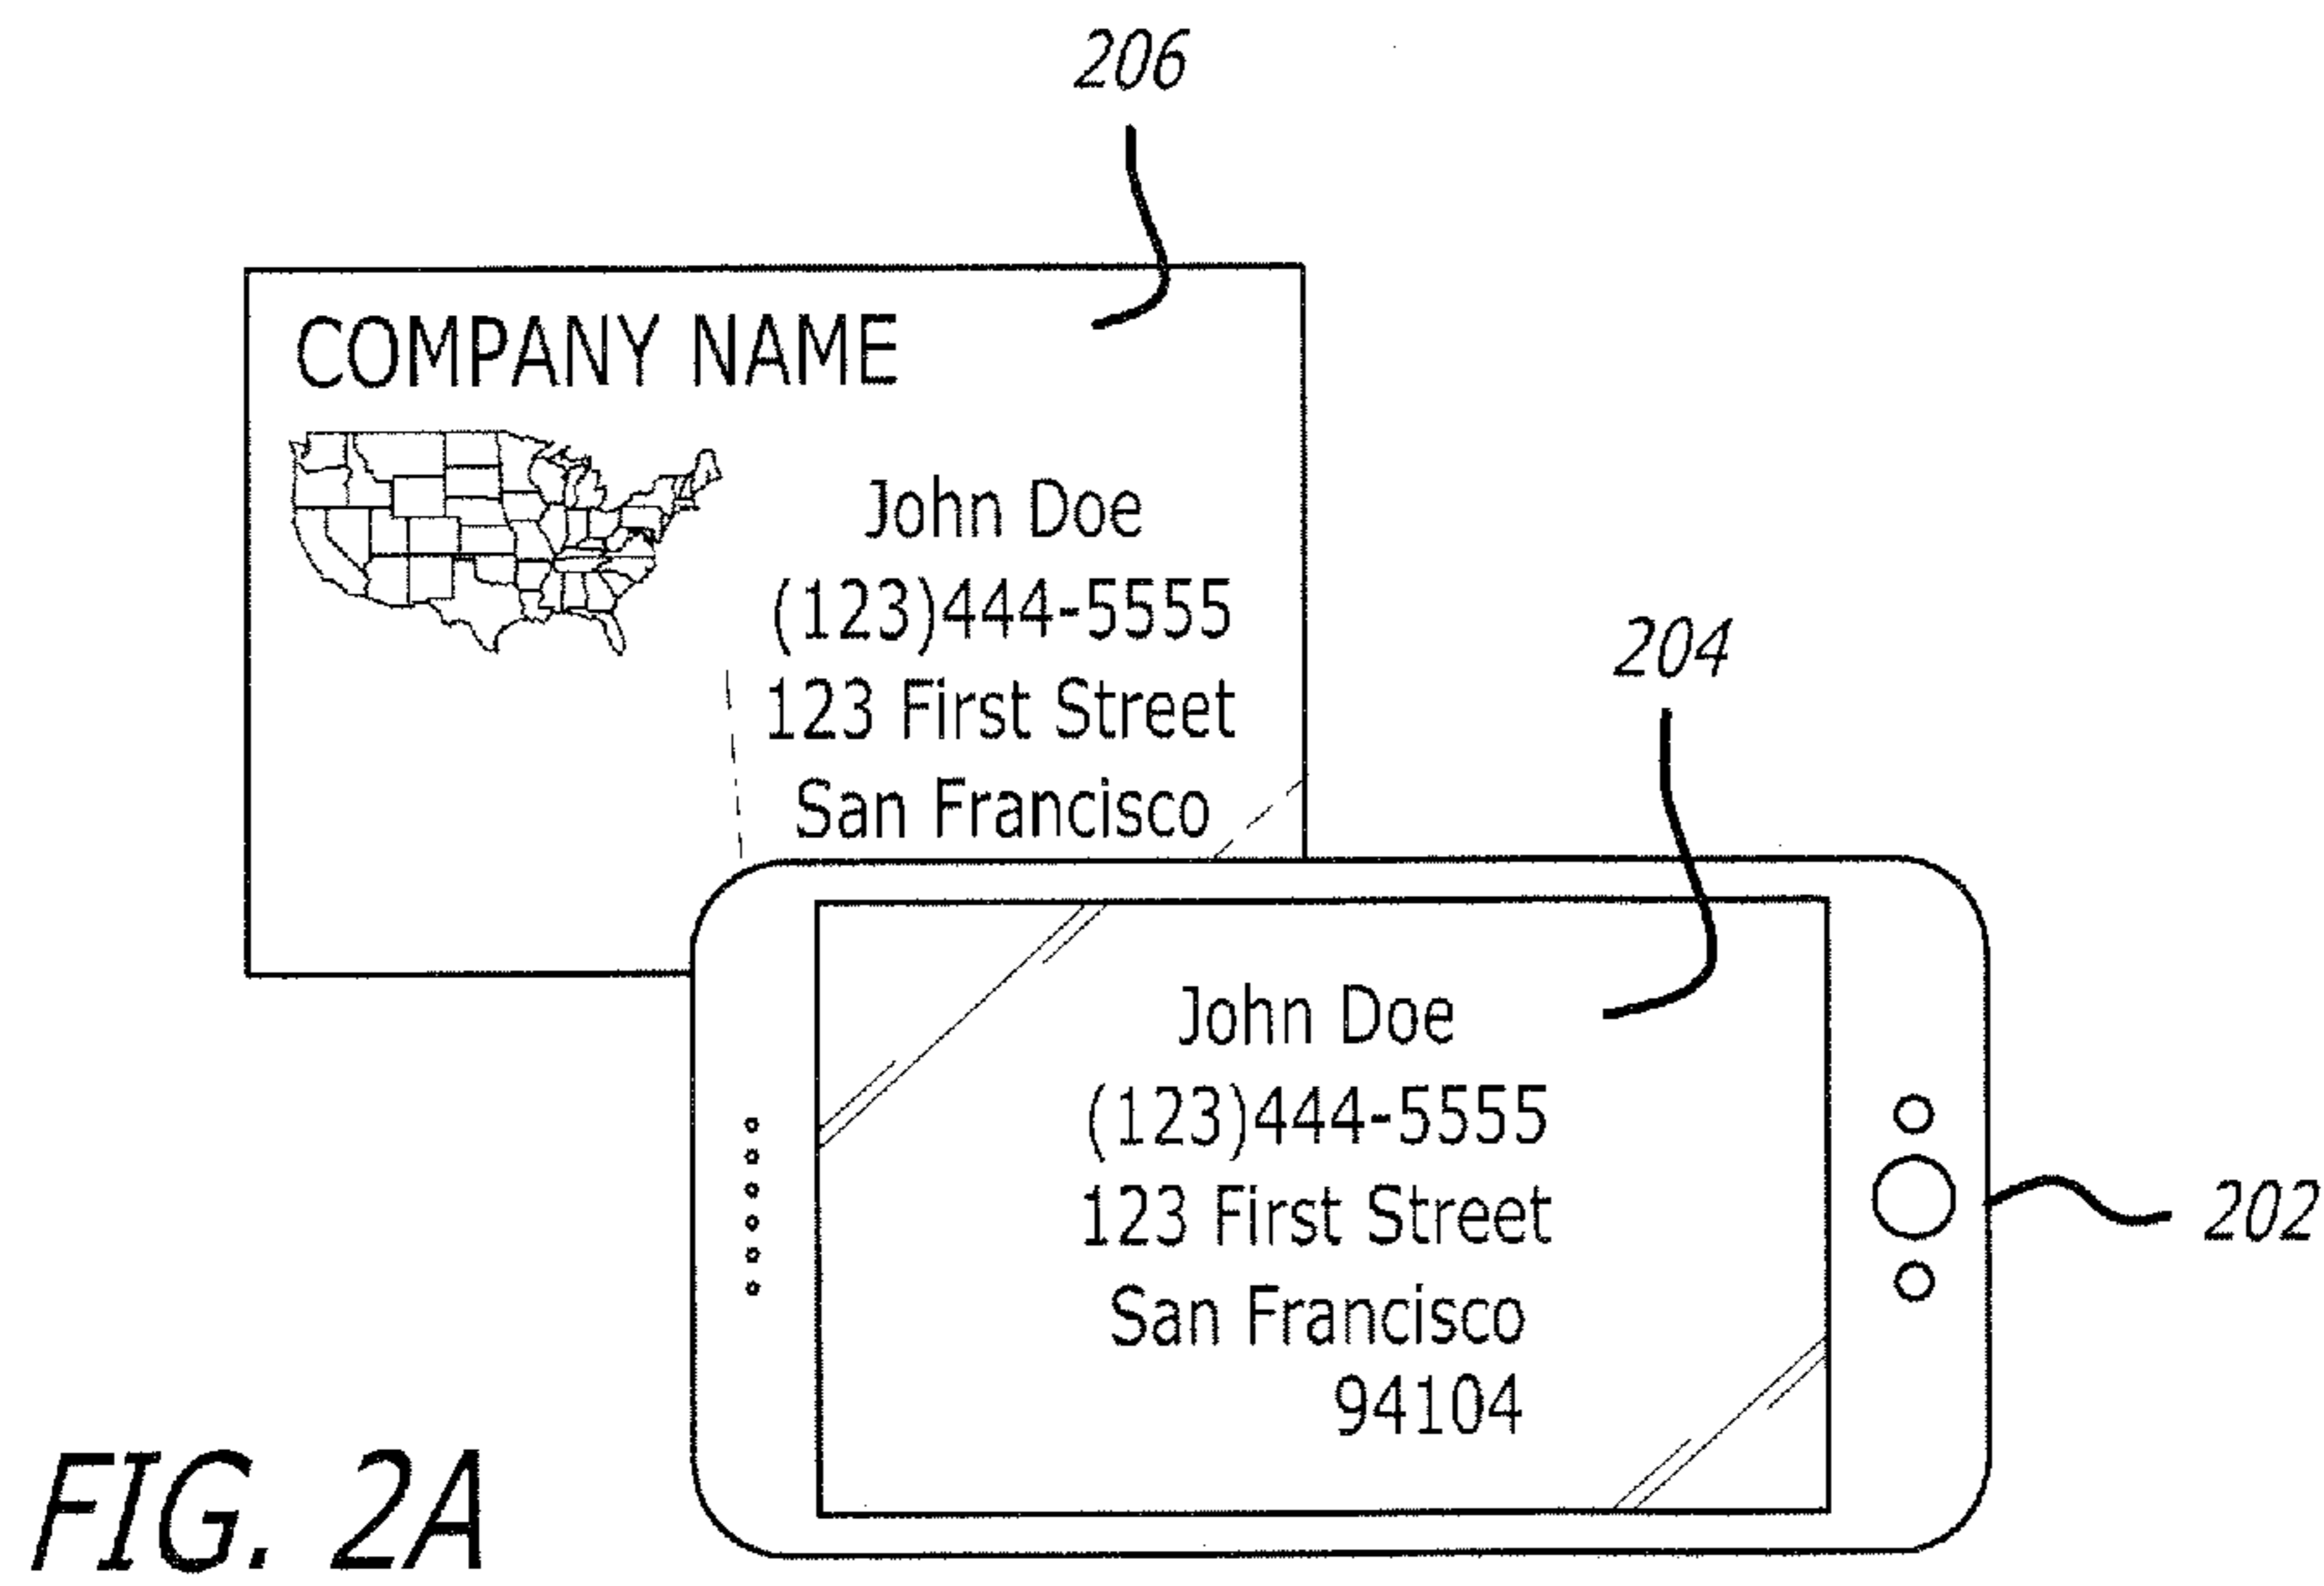 206
COMPANY NAME
John Doe
(123)444-5555
123 First Street
San Francisco
204
John Doe
(123)444-5555
123 First Street
San Francisco
94104
202
FIG. 2A